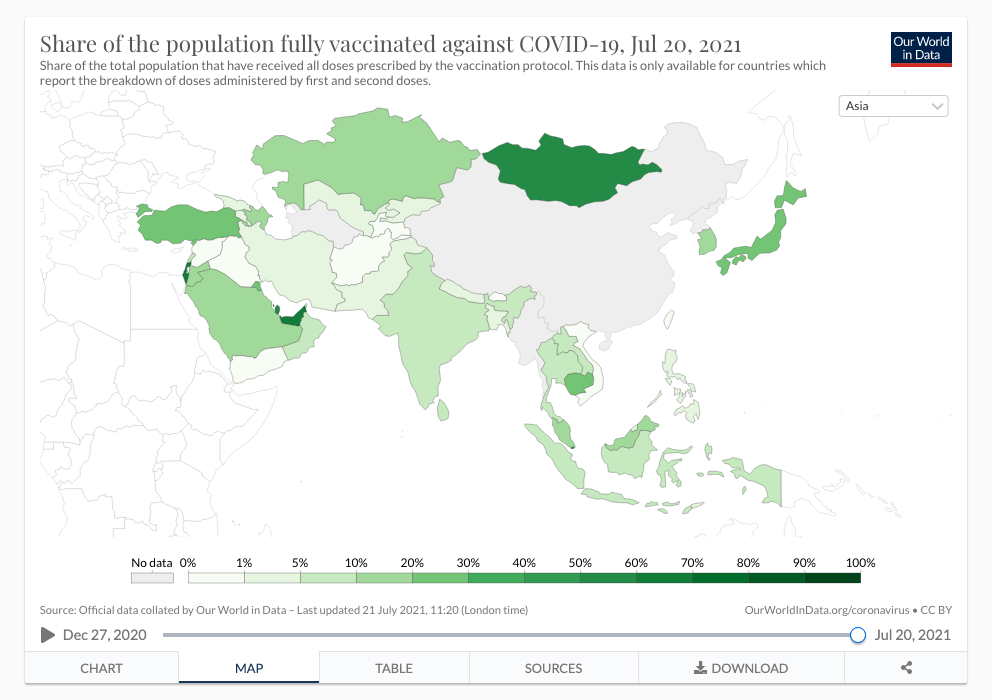 Share of the population fully vaccinated against COVID-19, Jul 20, 2021
Share of the total population that have received all doses prescribed by the vaccination protocol. This data is only available for countries which
report the breakdown of doses administered by first and second doses.
Our World
in Data
Asia
No data 0% 1% 5% 10% 20% 30% 40% 50% 60% 70% 80% 90% 100%
Source: Official data collated by Our World in Data – Last updated 21 July 2021, 11:20 (London time)
OurWorldInData.org/coronavirus • CC BY
Dec 27, 2020
Jul 20, 2021
CHART
MAP
TABLE
SOURCES
DOWNLOAD